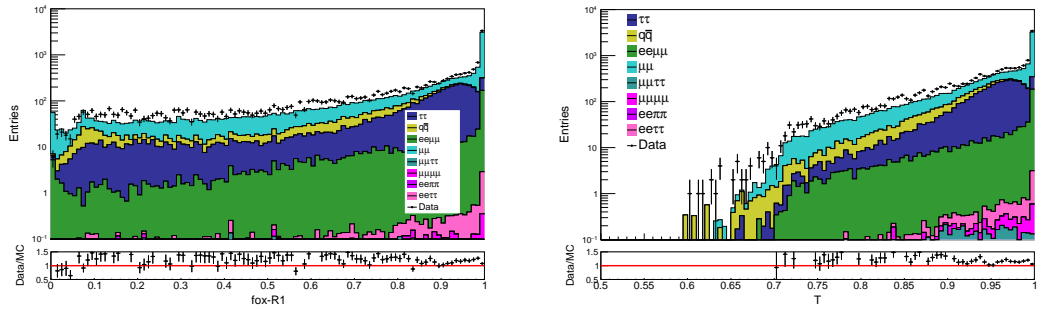 10⁴
10³
10²
10
1
10⁻¹
Entries
ττ
qq̅
eeμμ
μμ
μμττ
μμμμ
eeππ
eeττ
Data
1.5
1
0.5
Data/MC
0 0.1 0.2 0.3 0.4 0.5 0.6 0.7 0.8 0.9 1
fox-R1
10⁴
10³
10²
10
1
10⁻¹
Entries
ττ
qq̅
eeμμ
μμ
μμττ
μμμμ
eeππ
eeττ
Data
1.5
1
0.5
Data/MC
0.5 0.55 0.6 0.65 0.7 0.75 0.8 0.85 0.9 0.95 1
T